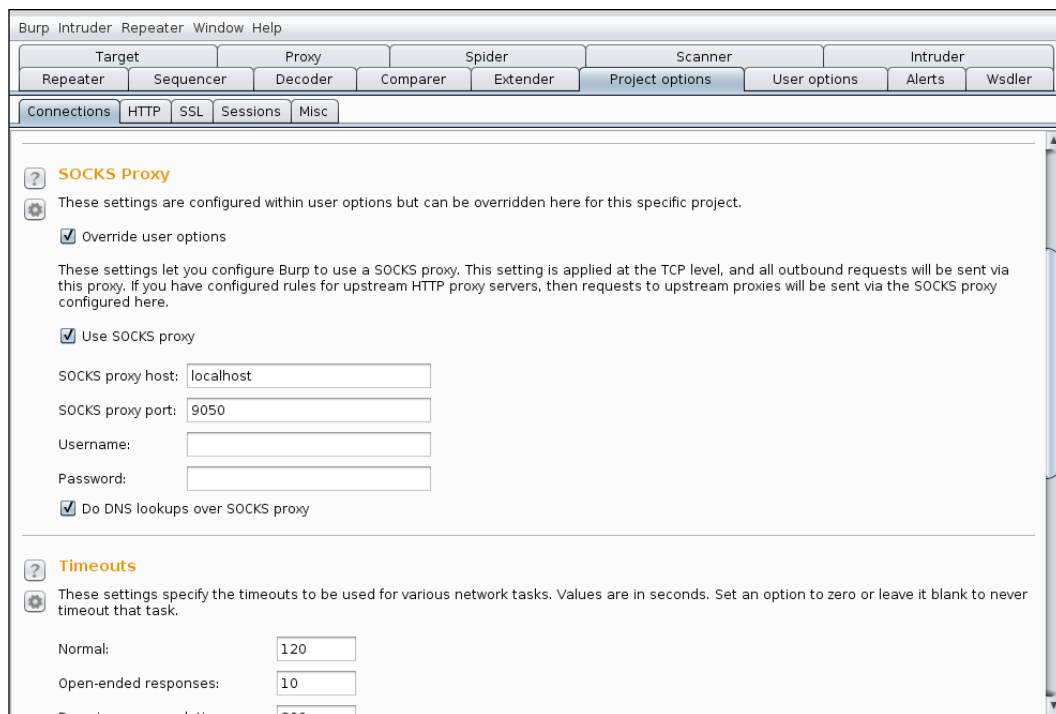 Burp Intruder Repeater Window Help
Target Proxy Spider Scanner Intruder
Repeater Sequencer Decoder Comparer Extender Project options User options Alerts Wsdler
Connections HTTP SSL Sessions Misc
? SOCKS Proxy
These settings are configured within user options but can be overridden here for this specific project.
Override user options
These settings let you configure Burp to use a SOCKS proxy. This setting is applied at the TCP level, and all outbound requests will be sent via
this proxy. If you have configured rules for upstream HTTP proxy servers, then requests to upstream proxies will be sent via the SOCKS proxy
configured here.
Use SOCKS proxy
SOCKS proxy host: localhost
SOCKS proxy port: 9050
Username:
Password:
Do DNS lookups over SOCKS proxy
? Timeouts
These settings specify the timeouts to be used for various network tasks. Values are in seconds. Set an option to zero or leave it blank to never
timeout that task.
Normal: 120
Open-ended responses: 10